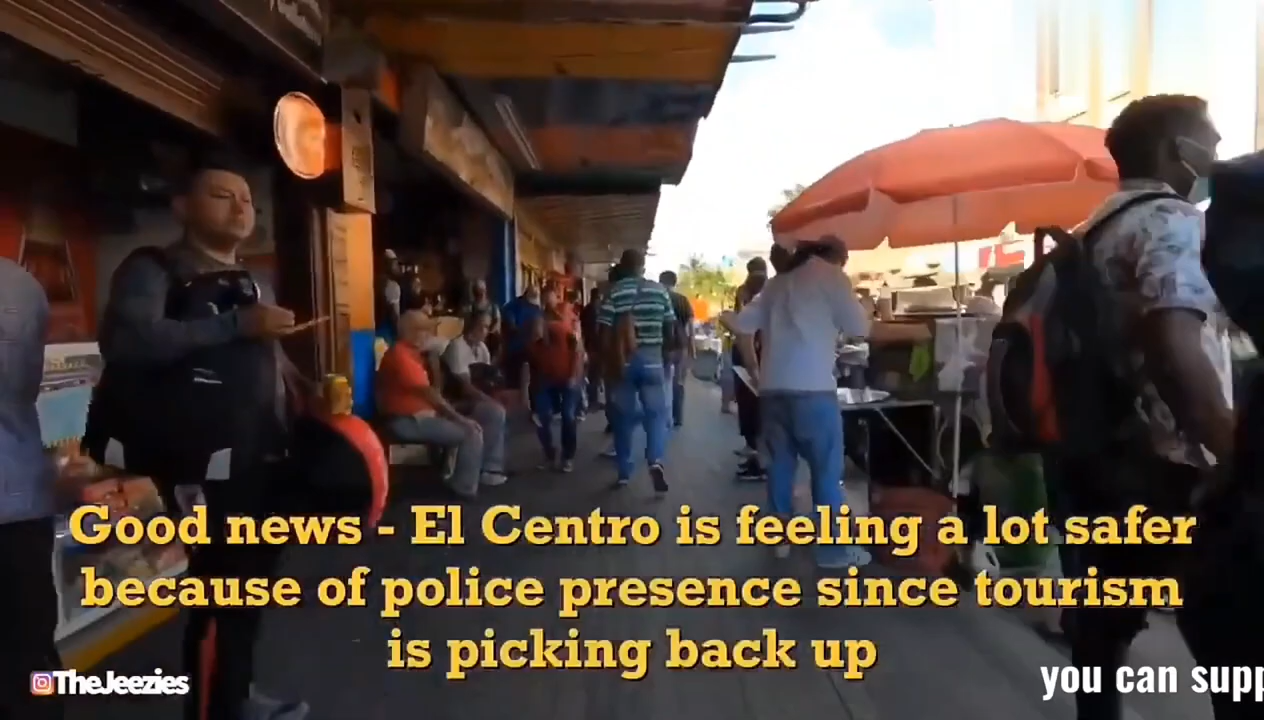 Good news - El Centro is feeling a lot safer
because of police presence since tourism
is picking back up
TheJeezies
you can supp